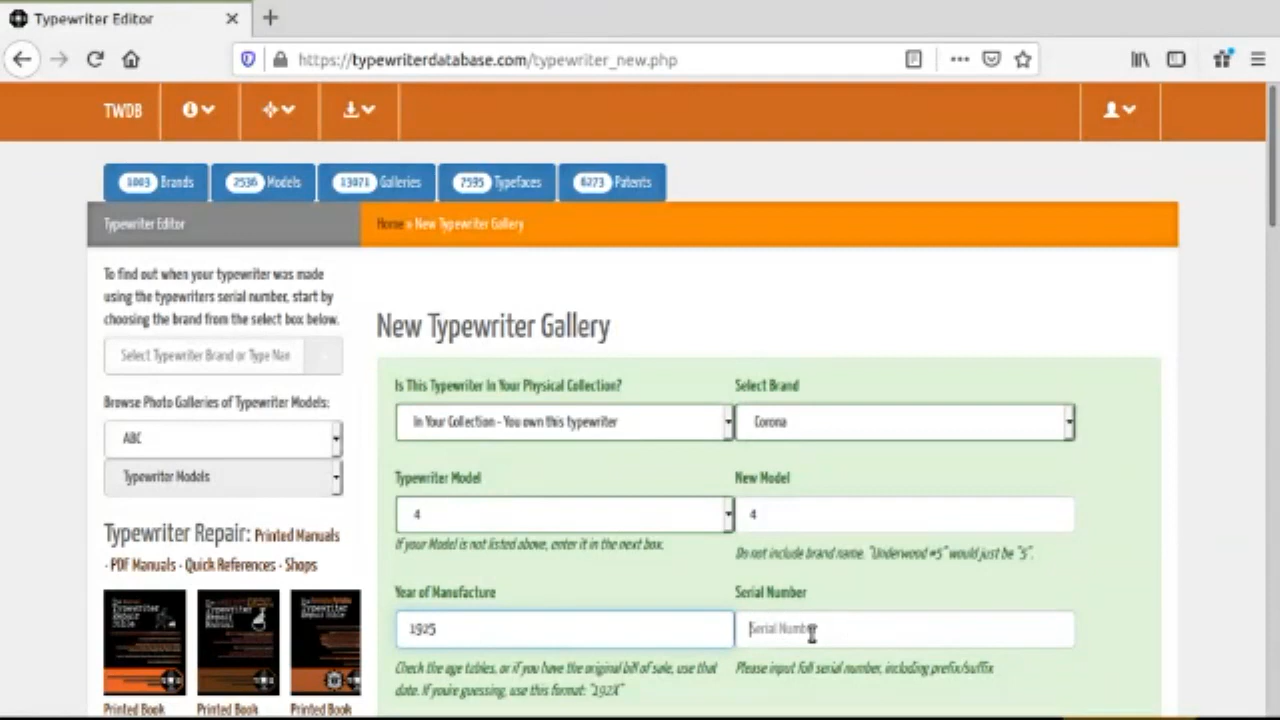 Typewriter Editor
https://typewriterdatabase.com/typewriter_new.php
TWDB
1003 Brands
2536 Models
13071 Galleries
7595 Typefaces
6273 Patents
Typewriter Editor
Home » New Typewriter Gallery
To find out when your typewriter was made
using the typewriters serial number, start by
choosing the brand from the select box below.
Select Typewriter Brand or Type Nan
Browse Photo Galleries of Typewriter Models:
ABC
Typewriter Models
Typewriter Repair: Printed Manuals
· PDF Manuals · Quick References · Shops
Printed Book
Printed Book
Printed Book
New Typewriter Gallery
Is This Typewriter In Your Physical Collection?
Select Brand
In Your Collection - You own this typewriter
Corona
Typewriter Model
New Model
4
4
If your Model is not listed above, enter it in the next box.
Do not include brand name. "Underwood #5" would just be "5".
Year of Manufacture
Serial Number
1925
Serial Number
Check the age tables, or if you have the original bill of sale, use that
date. If you're guessing, use this format: "192X"
Please input full serial number, including prefix/suffix